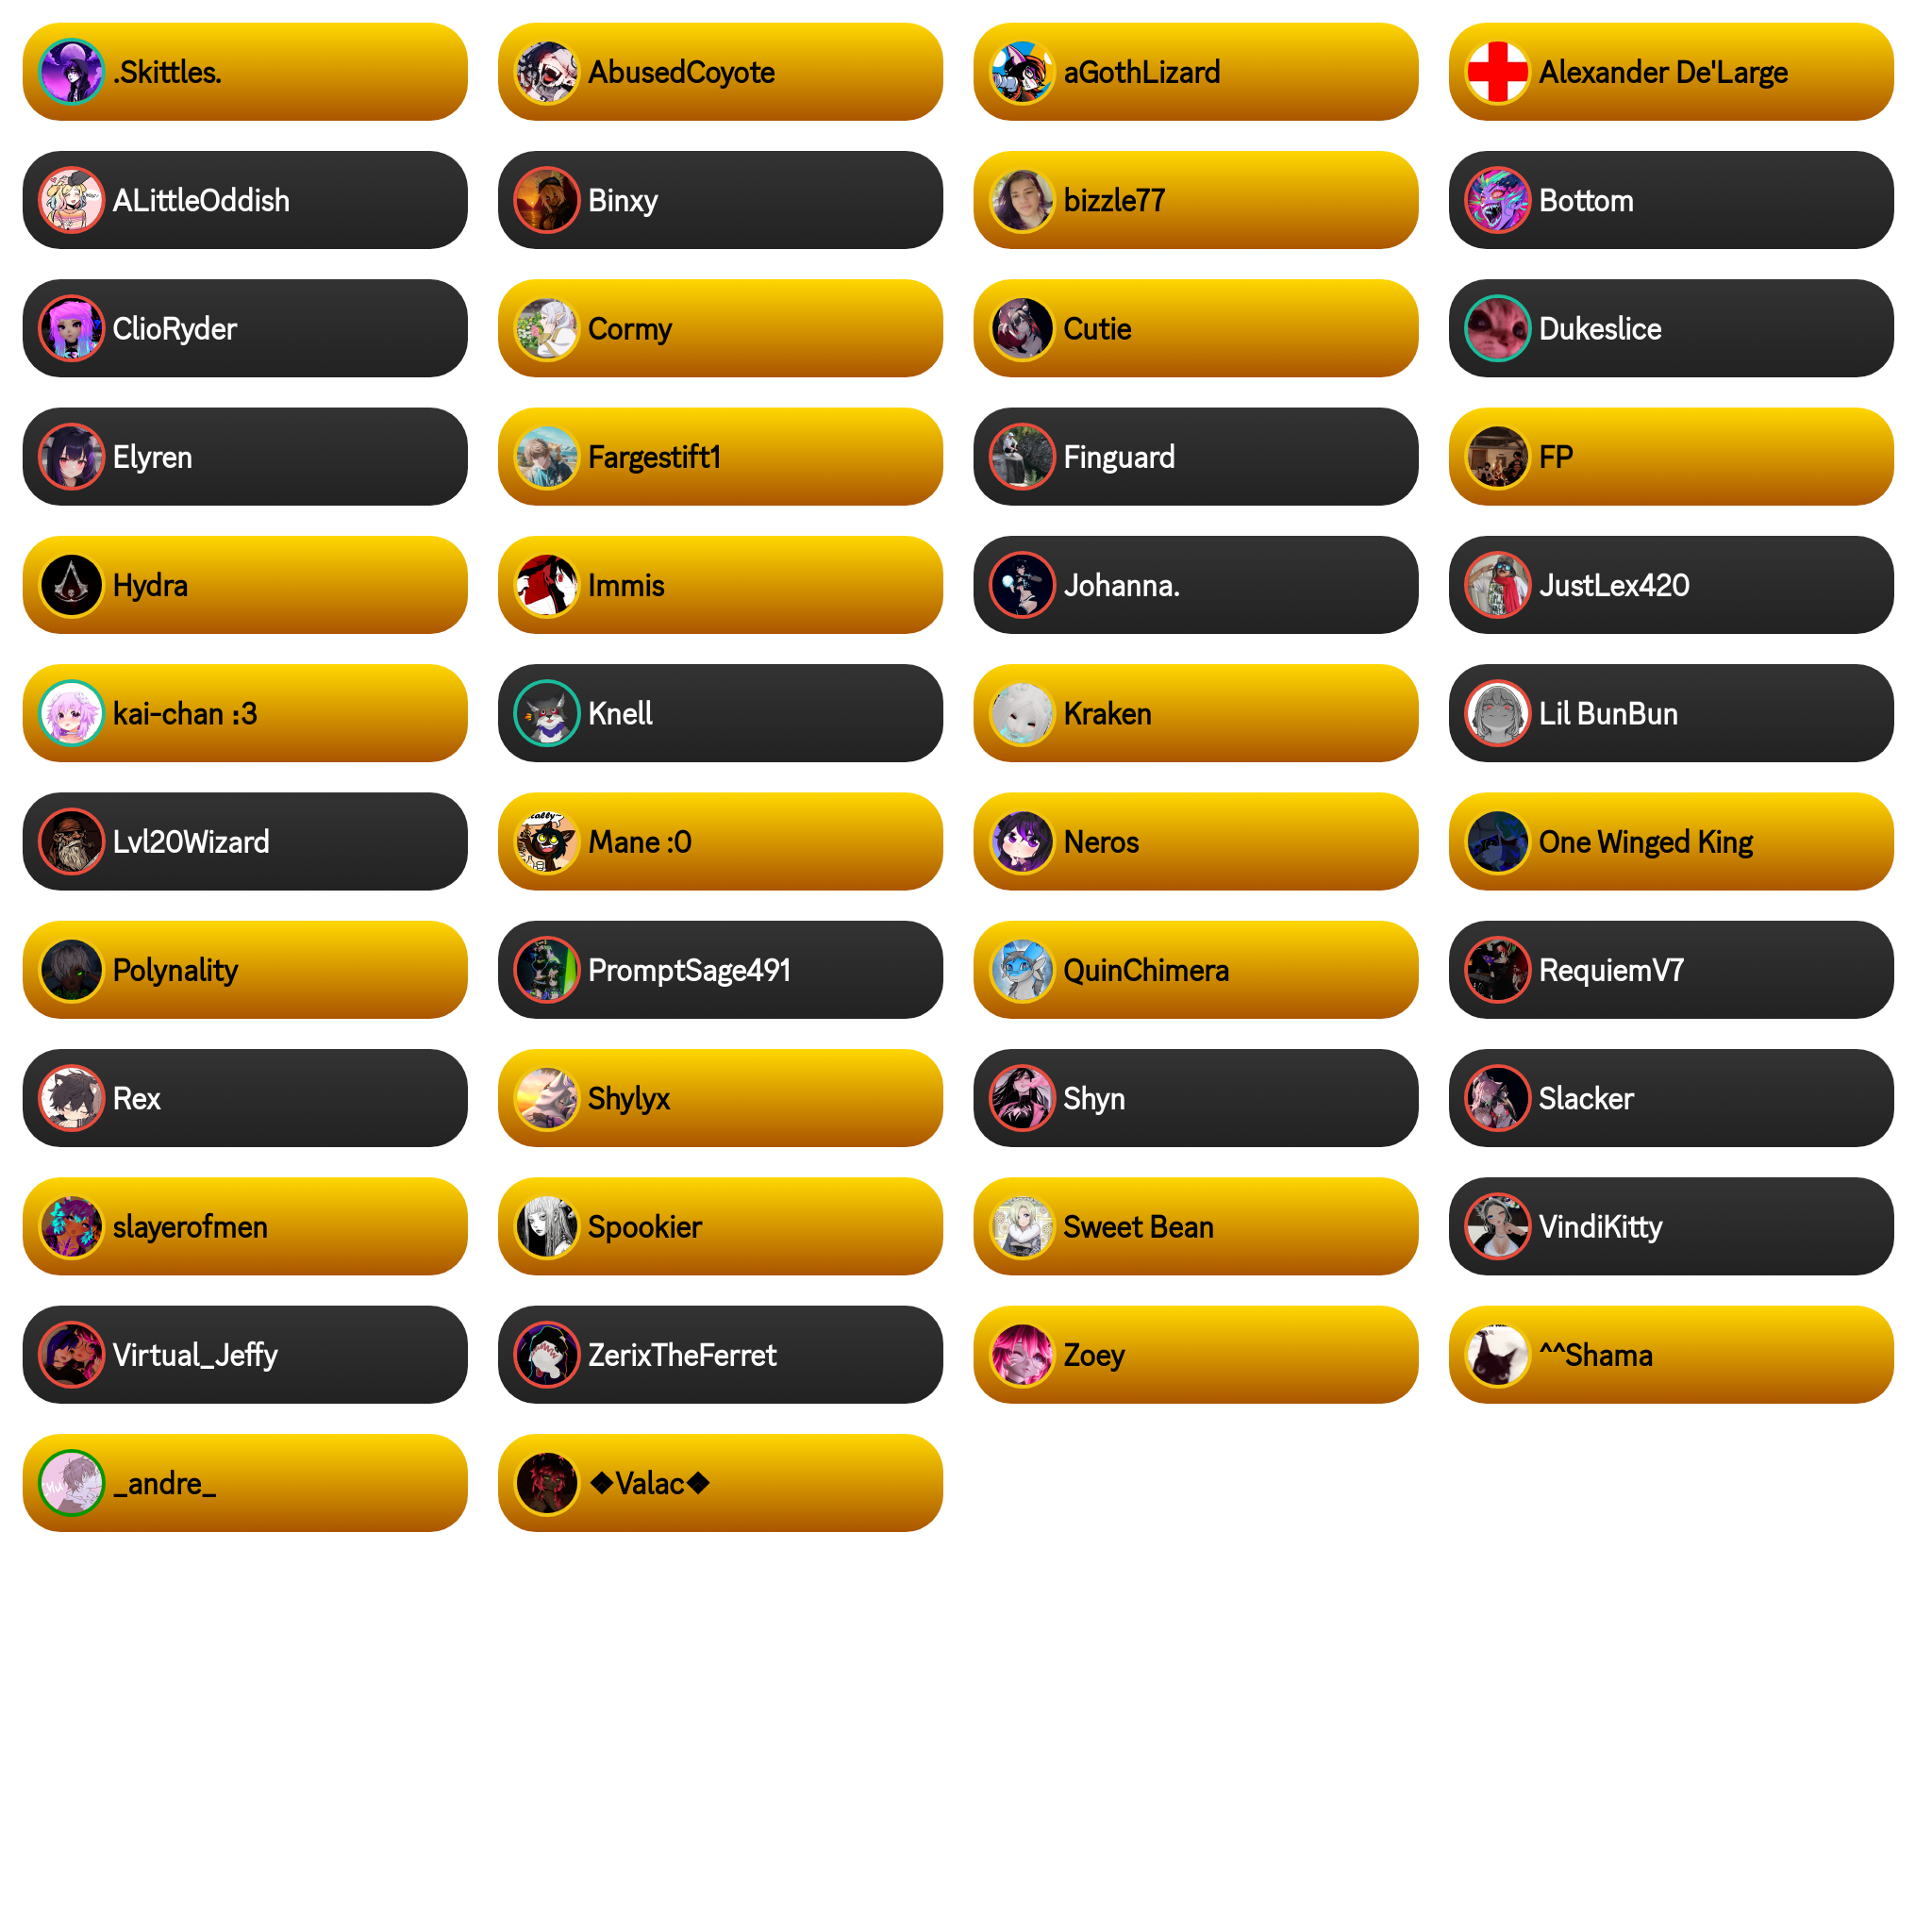 .Skittles.
AbusedCoyote
aGothLizard
Alexander De'Large
ALittleOddish
Binxy
bizzle77
Bottom
ClioRyder
Cormy
Cutie
Dukeslice
Elyren
Fargestift1
Finguard
FP
Hydra
Immis
Johanna.
JustLex420
kai-chan :3
Knell
Kraken
Lil BunBun
Lvl20Wizard
Mane :0
Neros
One Winged King
Polynality
PromptSage491
QuinChimera
RequiemV7
Rex
Shylyx
Shyn
Slacker
slayerofmen
Spookier
Sweet Bean
VindiKitty
Virtual_Jeffy
ZerixTheFerret
Zoey
^^Shama
_andre_
◆Valac◆